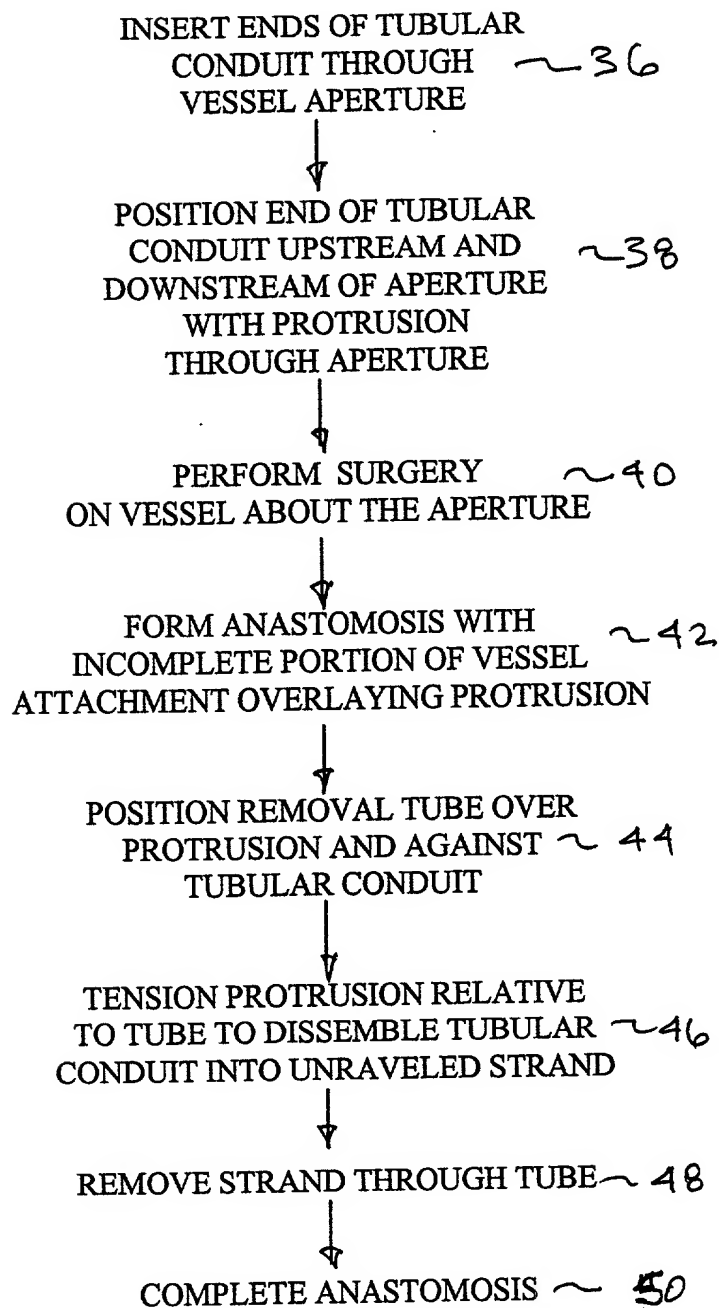 INSERT ENDS OF TUBULAR
CONDUIT THROUGH ~36
VESSEL APERTURE
POSITION END OF TUBULAR
CONDUIT UPSTREAM AND ~38
DOWNSTREAM OF APERTURE
WITH PROTRUSION
THROUGH APERTURE
PERFORM SURGERY ~40
ON VESSEL ABOUT THE APERTURE
FORM ANASTOMOSIS WITH ~42
INCOMPLETE PORTION OF VESSEL
ATTACHMENT OVERLAYING PROTRUSION
POSITION REMOVAL TUBE OVER
PROTRUSION AND AGAINST ~44
TUBULAR CONDUIT
TENSION PROTRUSION RELATIVE
TO TUBE TO DISSEMBLE TUBULAR ~46
CONDUIT INTO UNRAVELED STRAND
REMOVE STRAND THROUGH TUBE ~48
COMPLETE ANASTOMOSIS ~50